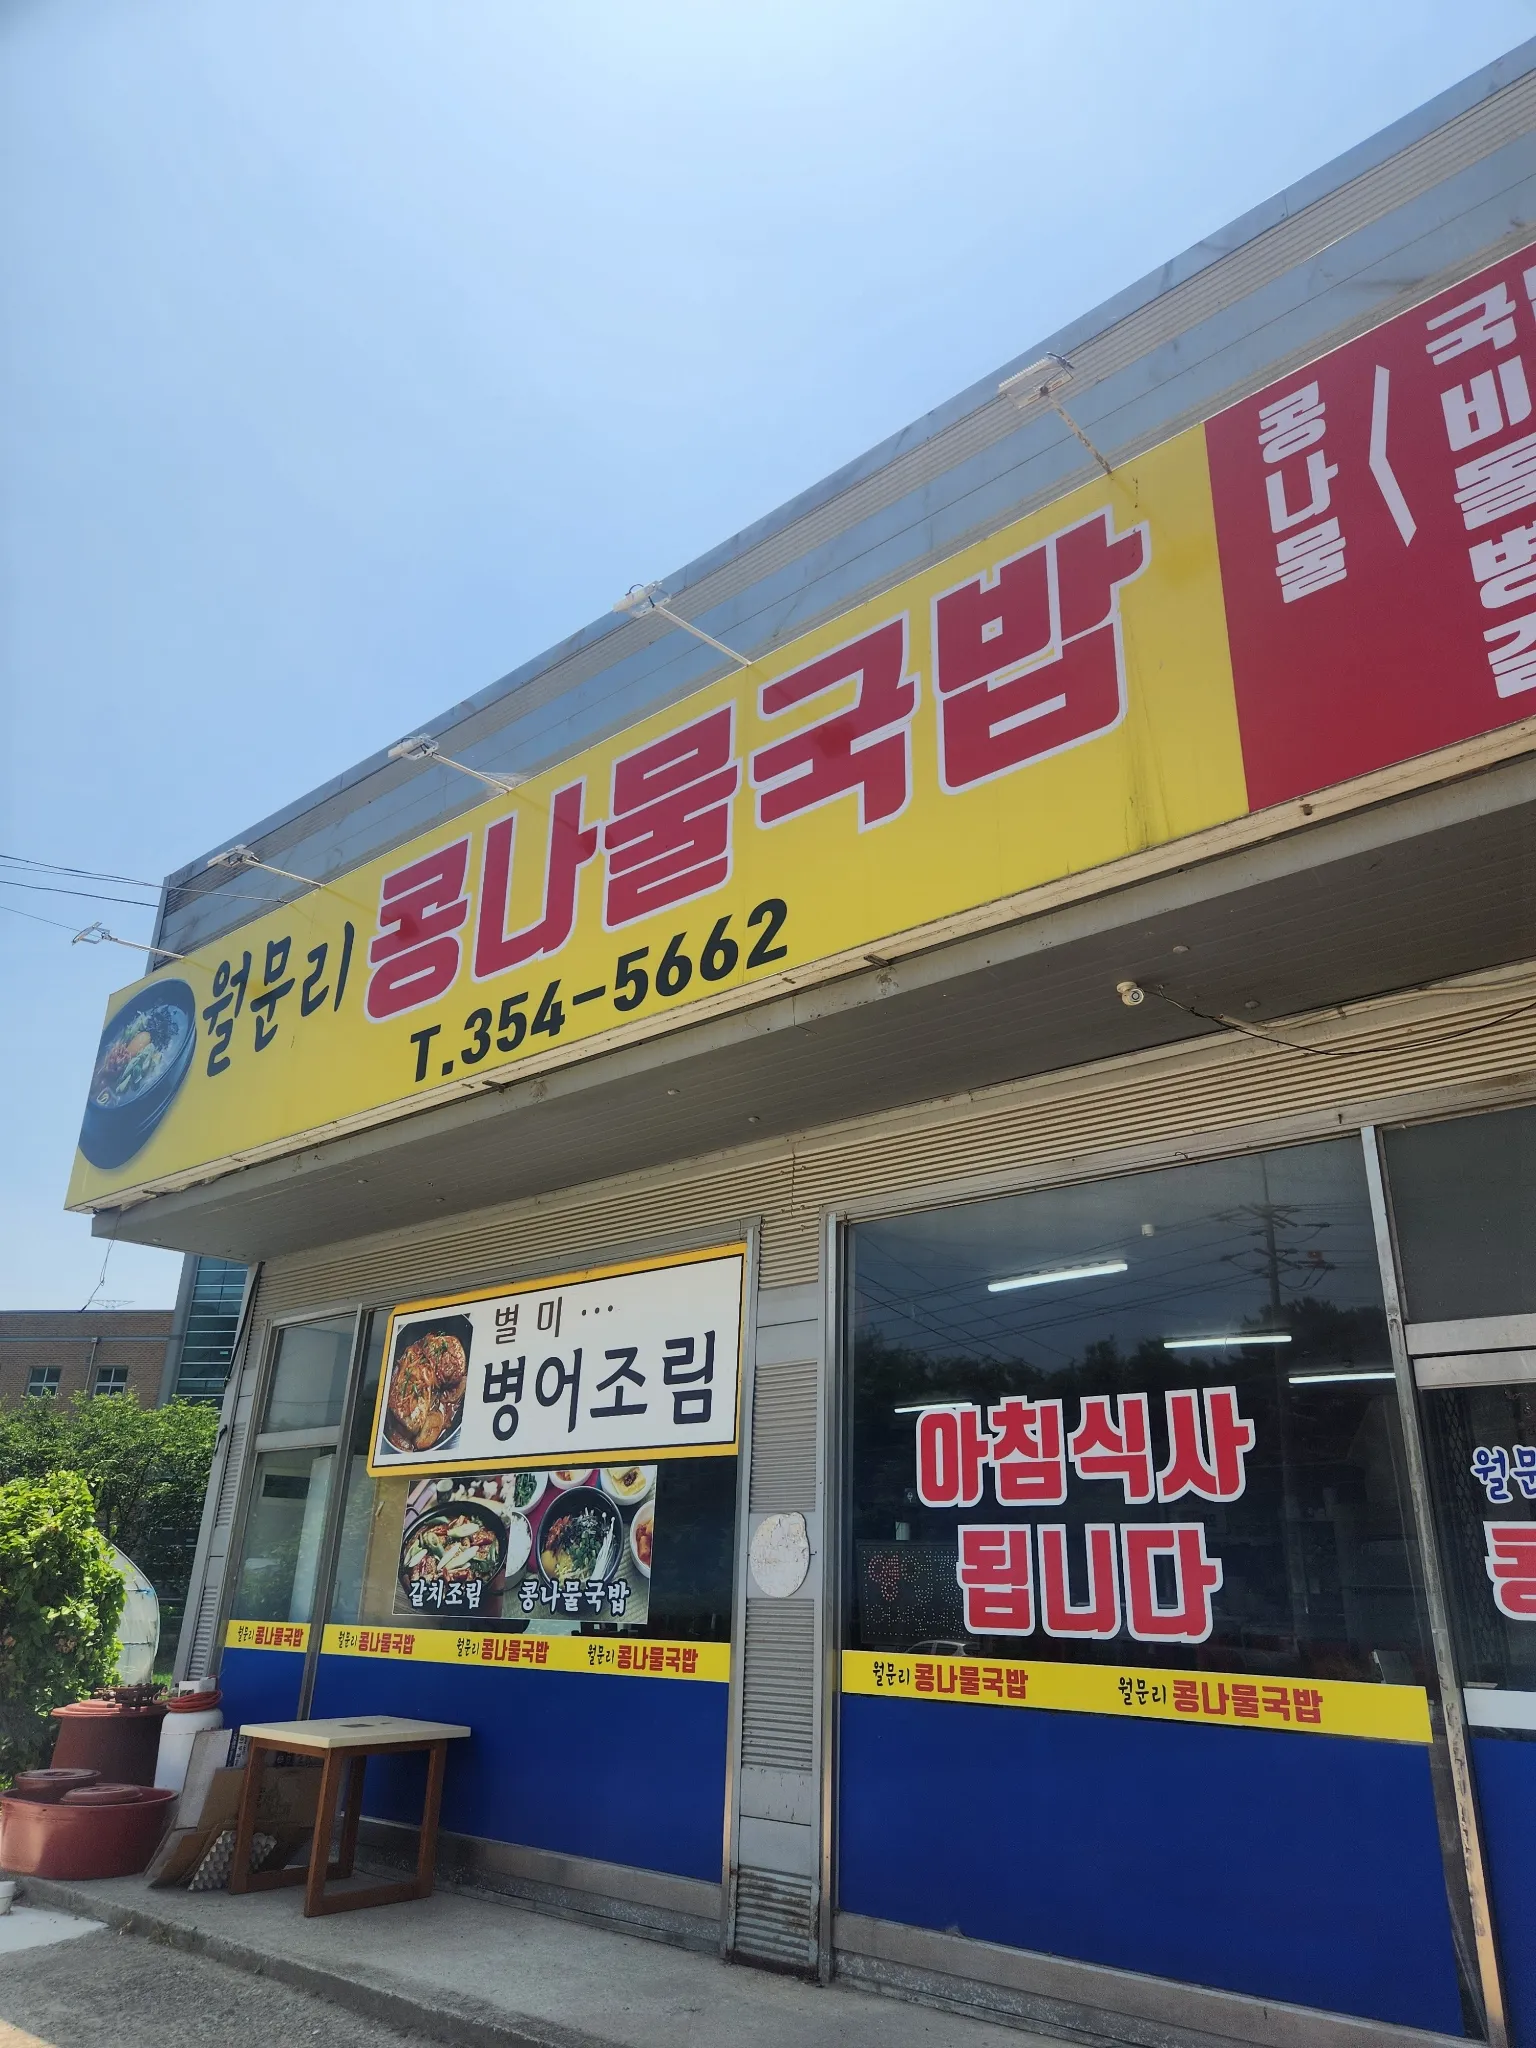 월문리 콩나물국밥
T.354-5662
콩나물
별미...
병어조림
갈치조림
콩나물국밥
아침식사
됩니다
월문리 콩나물국밥
월문리 콩나물국밥
월문리 콩나물국밥
월문리 콩나물국밥
월문리 콩나물국밥
월문리 콩나물국밥